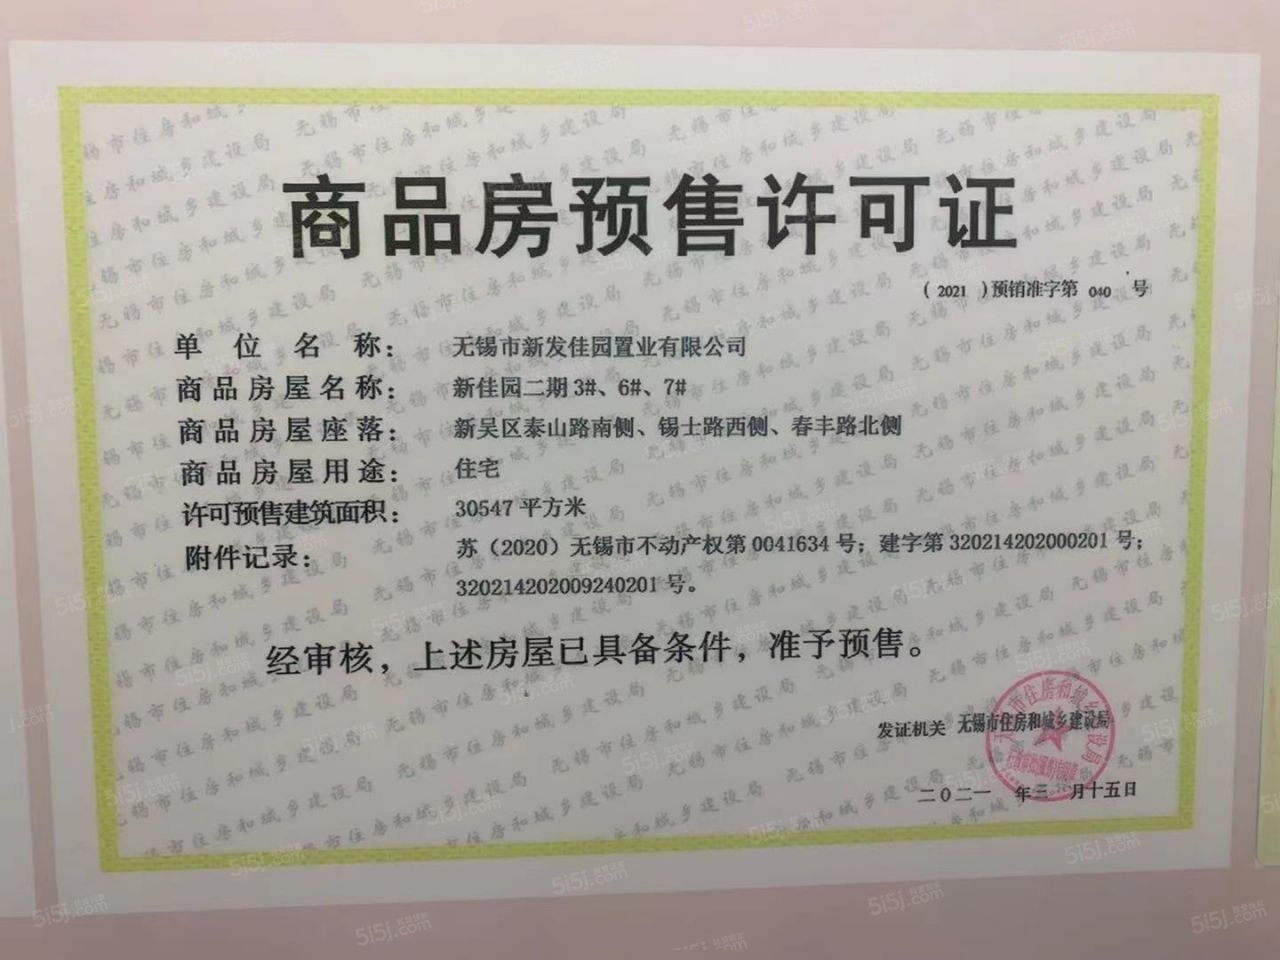 商品房预售许可证
（ 2021 ）预销准字第 040 号
单位名称：无锡市新发佳园置业有限公司
商品房屋名称：新佳园二期 3#、6#、7#
商品房屋座落：新吴区泰山路南侧、锡士路西侧、春丰路北侧
商品房屋用途：住宅
许可预售建筑面积：30547 平方米
附件记录：苏（2020）无锡市不动产权第 0041634 号；建字第 320214202000201 号；
320214202009240201 号。
经审核，上述房屋已具备条件，准予预售。
发证机关 无锡市住房和城乡建设局
二〇二一 年三 月十五日
5i5j.com